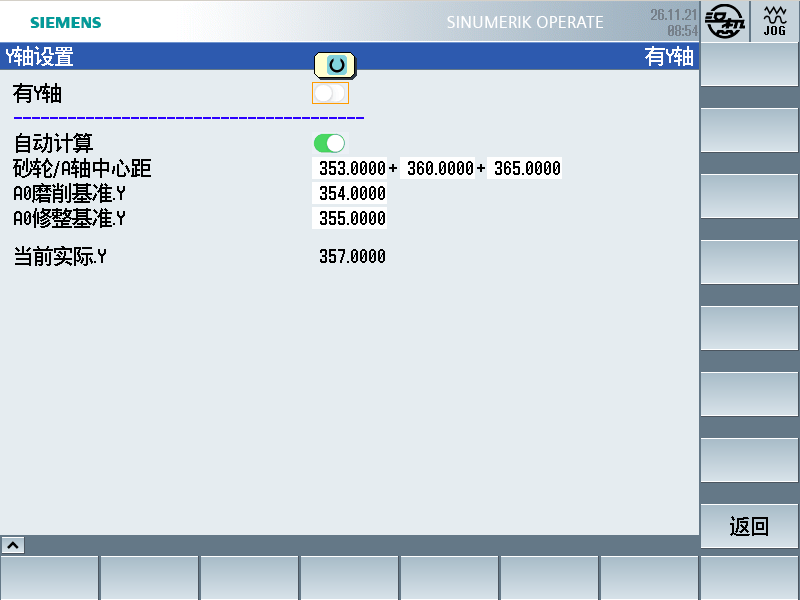 SIEMENS
SINUMERIK OPERATE
26.11.21
08:54
JOG
Y轴设置
有Y轴
有Y轴
自动计算
砂轮/A轴中心距 353.0000+ 360.0000+ 365.0000
A0磨削基准.Y 354.0000
A0修整基准.Y 355.0000
当前实际.Y 357.0000
返回